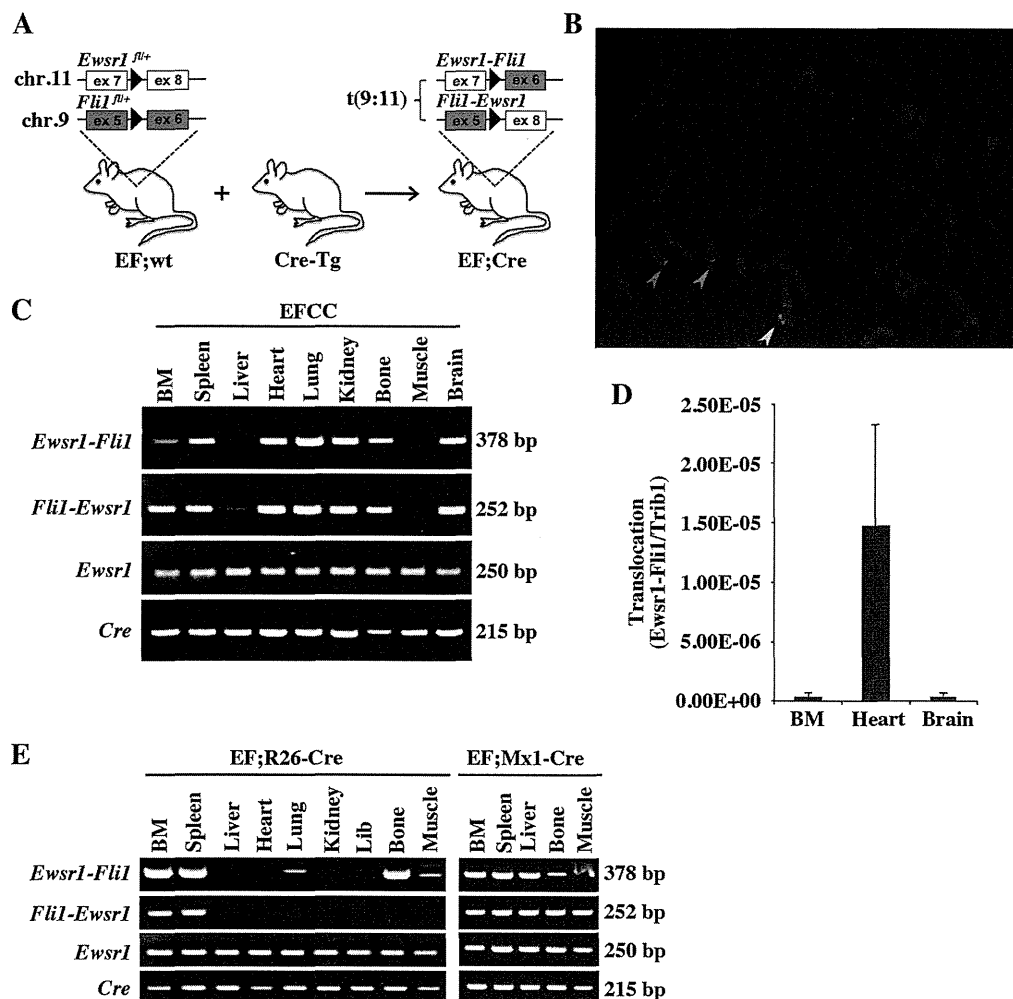 A
Ewsr1 fl/+
chr.11
ex 7 ex 8
Fli1 fl/+
chr.9
ex 5 ex 6
EF;wt
+
Cre-Tg
Ewsr1-Fli1
ex 7 ex 6
t(9:11)
Fli1-Ewsr1
ex 5 ex 8
EF;Cre
B
C
EFCC
BM Spleen Liver Heart Lung Kidney Bone Muscle Brain
Ewsr1-Fli1 378 bp
Fli1-Ewsr1 252 bp
Ewsr1 250 bp
Cre 215 bp
D
Translocation
(Ewsr1-Fli1/Trib1)
2.50E-05
2.00E-05
1.50E-05
1.00E-05
5.00E-06
0.00E+00
BM Heart Brain
E
EF;R26-Cre EF;Mx1-Cre
BM Spleen Liver Heart Lung Kidney Lib Bone Muscle BM Spleen Liver Bone Muscle
Ewsr1-Fli1 378 bp
Fli1-Ewsr1 252 bp
Ewsr1 250 bp
Cre 215 bp